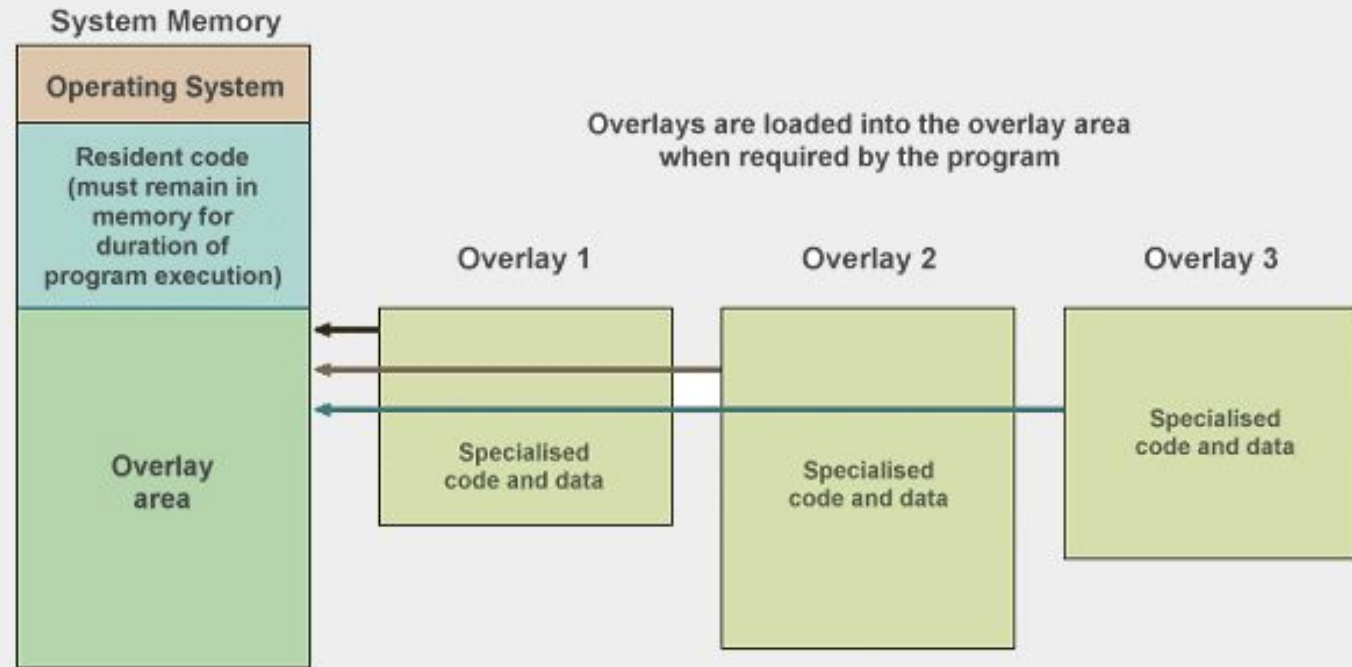 System Memory
Operating System
Resident code
(must remain in
memory for
duration of
program execution)
Overlay
area
Overlays are loaded into the overlay area
when required by the program
Overlay 1
Specialised
code and data
Overlay 2
Specialised
code and data
Overlay 3
Specialised
code and data